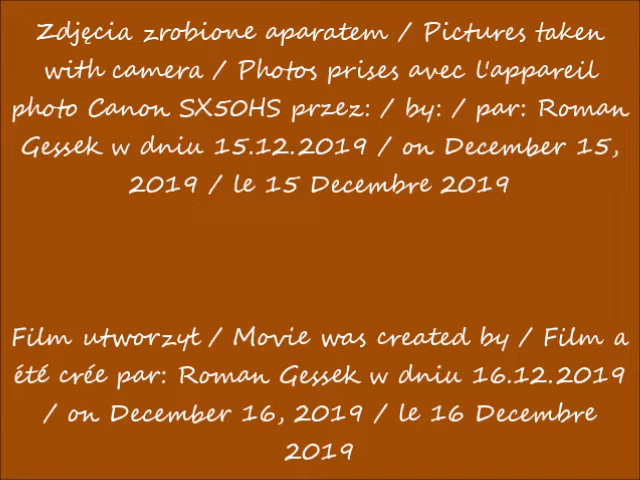 Zdjęcia zrobione aparatem / Pictures taken
with camera / Photos prises avec l'appareil
photo Canon SX50HS przez: / by: / par: Roman
Gessek w dniu 15.12.2019 / on December 15,
2019 / le 15 Decembre 2019
Film utworzył / Movie was created by / Film a
été crée par: Roman Gessek w dniu 16.12.2019
/ on December 16, 2019 / le 16 Decembre
2019